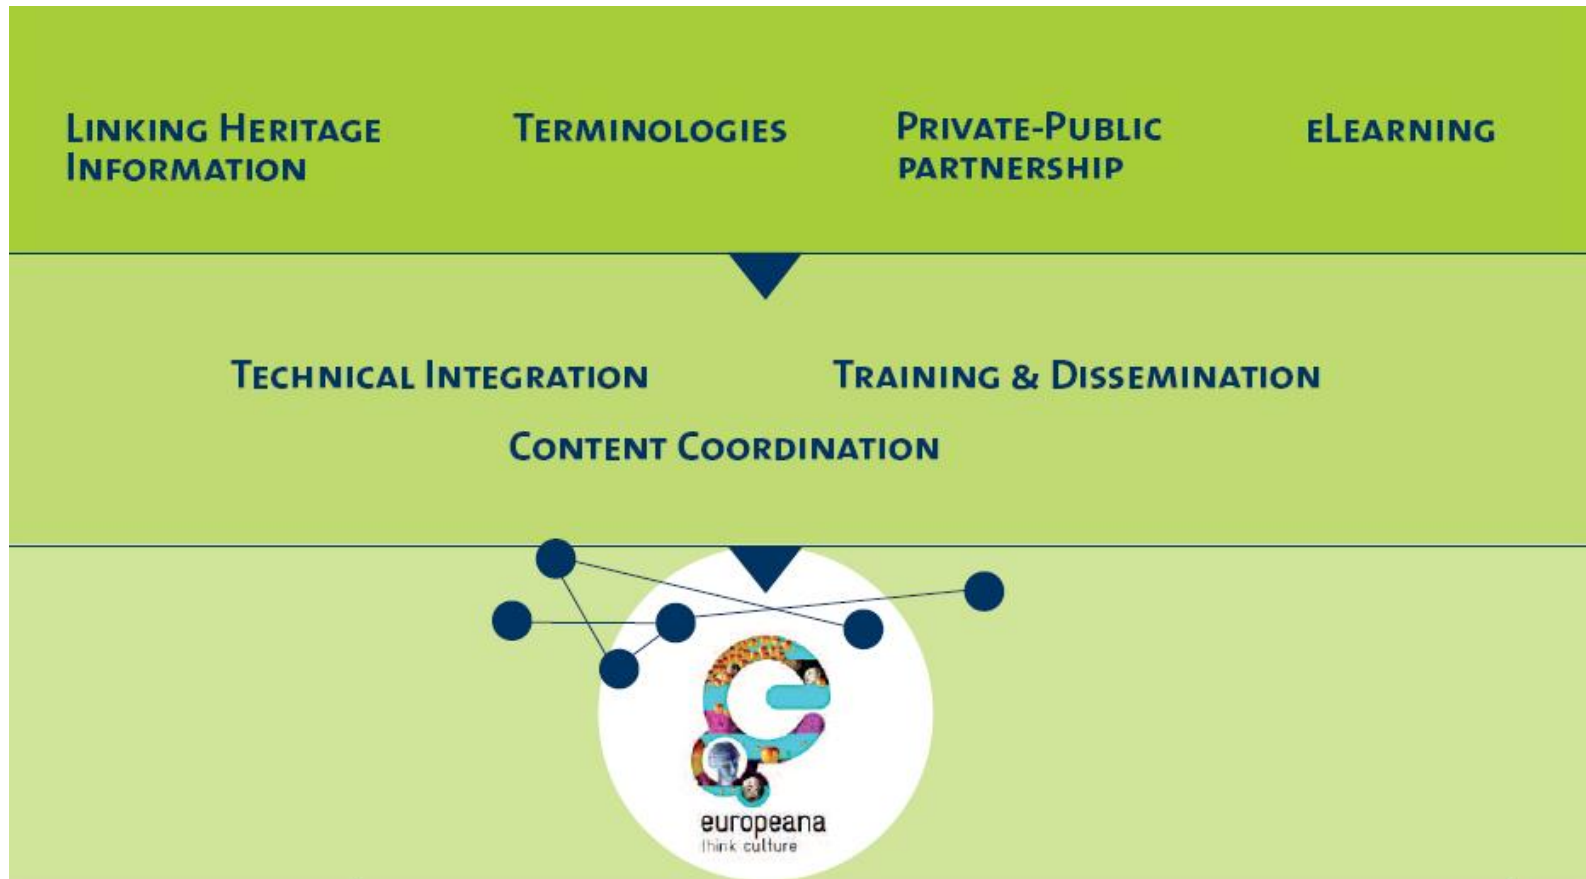 Linking Heritage
Information
Terminologies
Private-Public
partnership
eLearning
Technical Integration
Training & Dissemination
Content Coordination
europeana
think culture